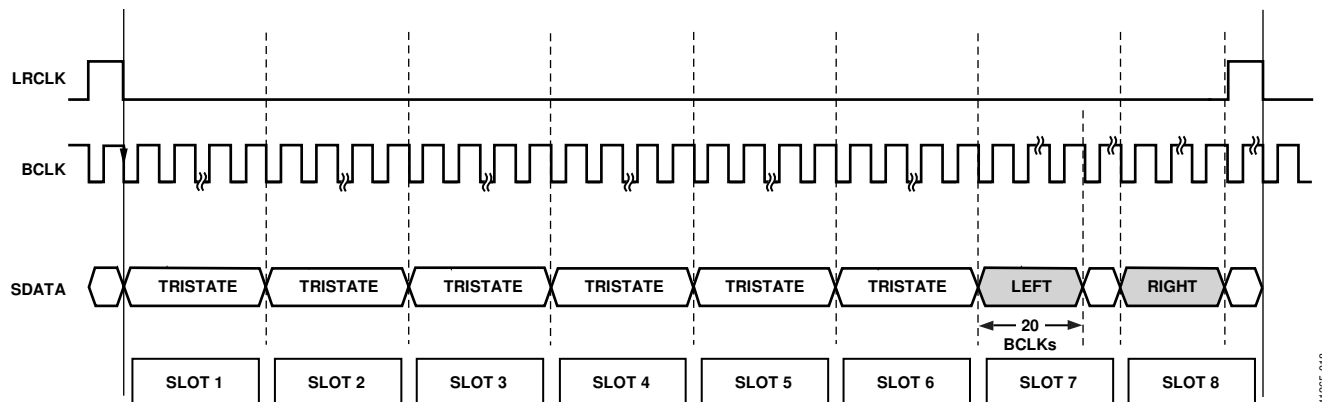 LRCLK
BCLK
SDATA
TRISTATE TRISTATE TRISTATE TRISTATE TRISTATE TRISTATE LEFT RIGHT
20
BCLKs
SLOT 1 SLOT 2 SLOT 3 SLOT 4 SLOT 5 SLOT 6 SLOT 7 SLOT 8